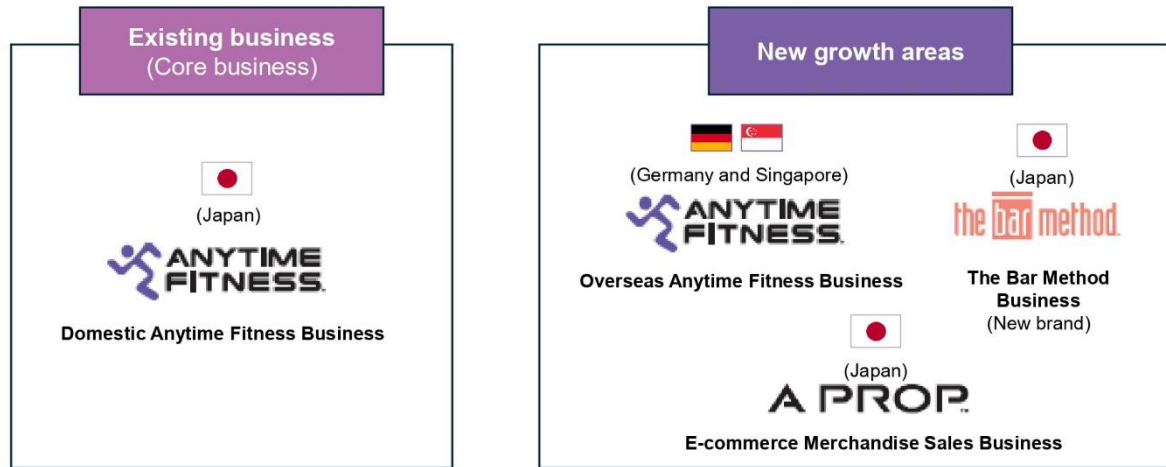 Existing business
(Core business)
(Japan)
ANYTIME
FITNESS.
Domestic Anytime Fitness Business
New growth areas
(Germany and Singapore)
ANYTIME
FITNESS.
Overseas Anytime Fitness Business
(Japan)
the bar method.
The Bar Method
Business
(New brand)
(Japan)
A PROP™
E-commerce Merchandise Sales Business